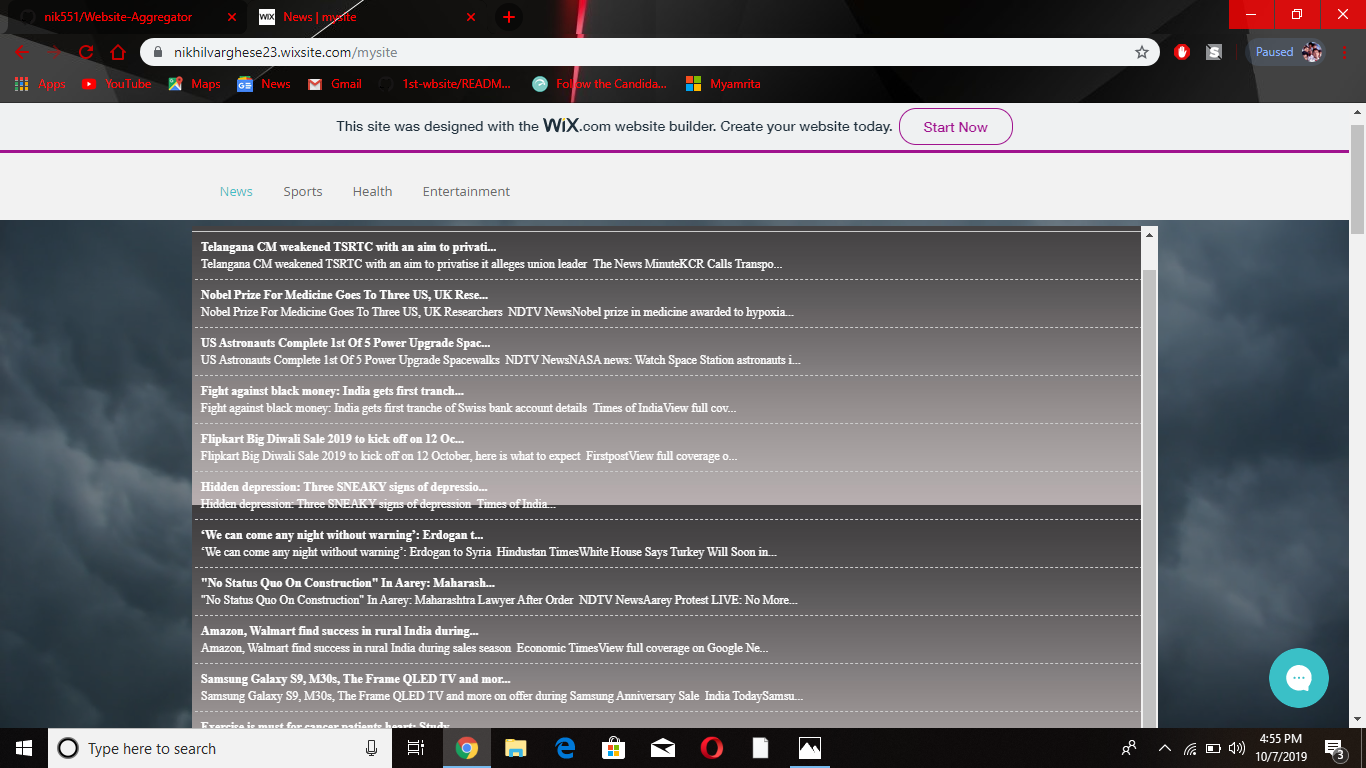 nik551/Website-Aggregator
WiX News | mysite
nikhilvarghese23.wixsite.com/mysite
Paused
Apps YouTube Maps News Gmail 1st-wbsite/READM... Follow the Candida... Myamrita
This site was designed with the WiX.com website builder. Create your website today. Start Now
News Sports Health Entertainment
Telangana CM weakened TSRTC with an aim to privati...
Telangana CM weakened TSRTC with an aim to privatise it alleges union leader The News MinuteKCR Calls Transpo...
Nobel Prize For Medicine Goes To Three US, UK Rese...
Nobel Prize For Medicine Goes To Three US, UK Researchers NDTV NewsNobel prize in medicine awarded to hypoxia...
US Astronauts Complete 1st Of 5 Power Upgrade Spac...
US Astronauts Complete 1st Of 5 Power Upgrade Spacewalks NDTV NewsNASA news: Watch Space Station astronauts i...
Fight against black money: India gets first tranch...
Fight against black money: India gets first tranche of Swiss bank account details Times of IndiaView full cov...
Flipkart Big Diwali Sale 2019 to kick off on 12 Oc...
Flipkart Big Diwali Sale 2019 to kick off on 12 October, here is what to expect FirstpostView full coverage o...
Hidden depression: Three SNEAKY signs of depressio...
Hidden depression: Three SNEAKY signs of depression Times of India...
‘We can come any night without warning’: Erdogan t...
‘We can come any night without warning’: Erdogan to Syria Hindustan TimesWhite House Says Turkey Will Soon in...
"No Status Quo On Construction" In Aarey: Maharash...
"No Status Quo On Construction" In Aarey: Maharashtra Lawyer After Order NDTV NewsAarey Protest LIVE: No More...
Amazon, Walmart find success in rural India during...
Amazon, Walmart find success in rural India during sales season Economic TimesView full coverage on Google Ne...
Samsung Galaxy S9, M30s, The Frame QLED TV and mor...
Samsung Galaxy S9, M30s, The Frame QLED TV and more on offer during Samsung Anniversary Sale India TodaySamsu...
Exercise is must for cancer patients heart: Study
Type here to search
4:55 PM
10/7/2019
3